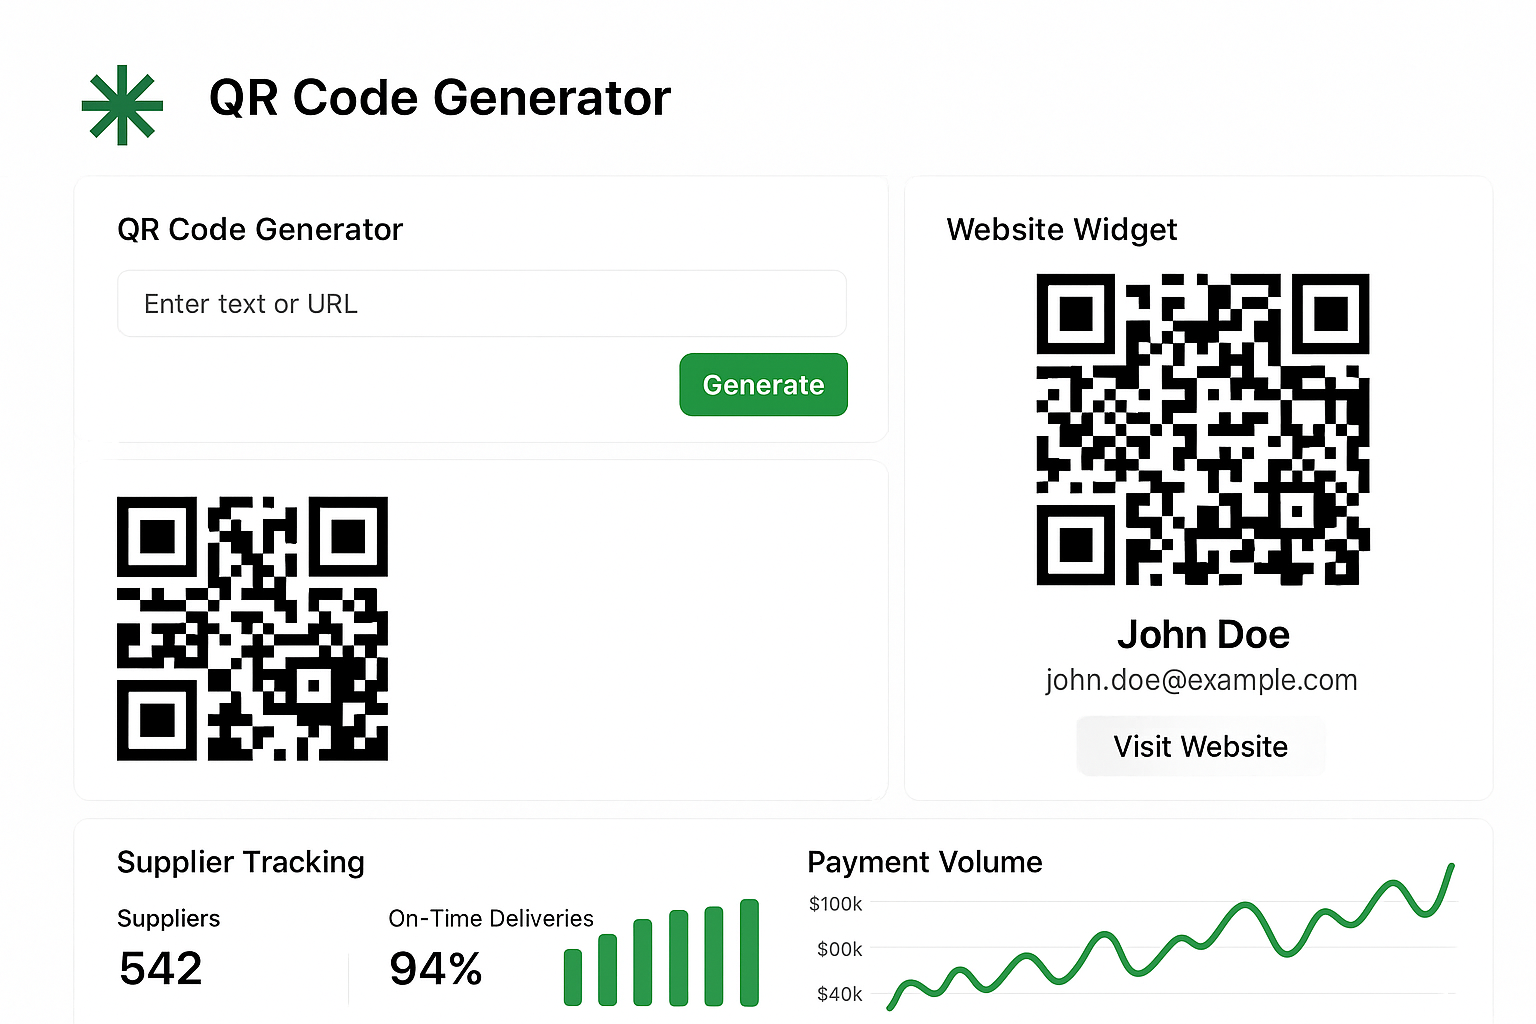 QR Code Generator
QR Code Generator
Enter text or URL
Generate
Website Widget
John Doe
john.doe@example.com
Visit Website
Supplier Tracking
Suppliers
542
On-Time Deliveries
94%
Payment Volume
$100k
$00k
$40k